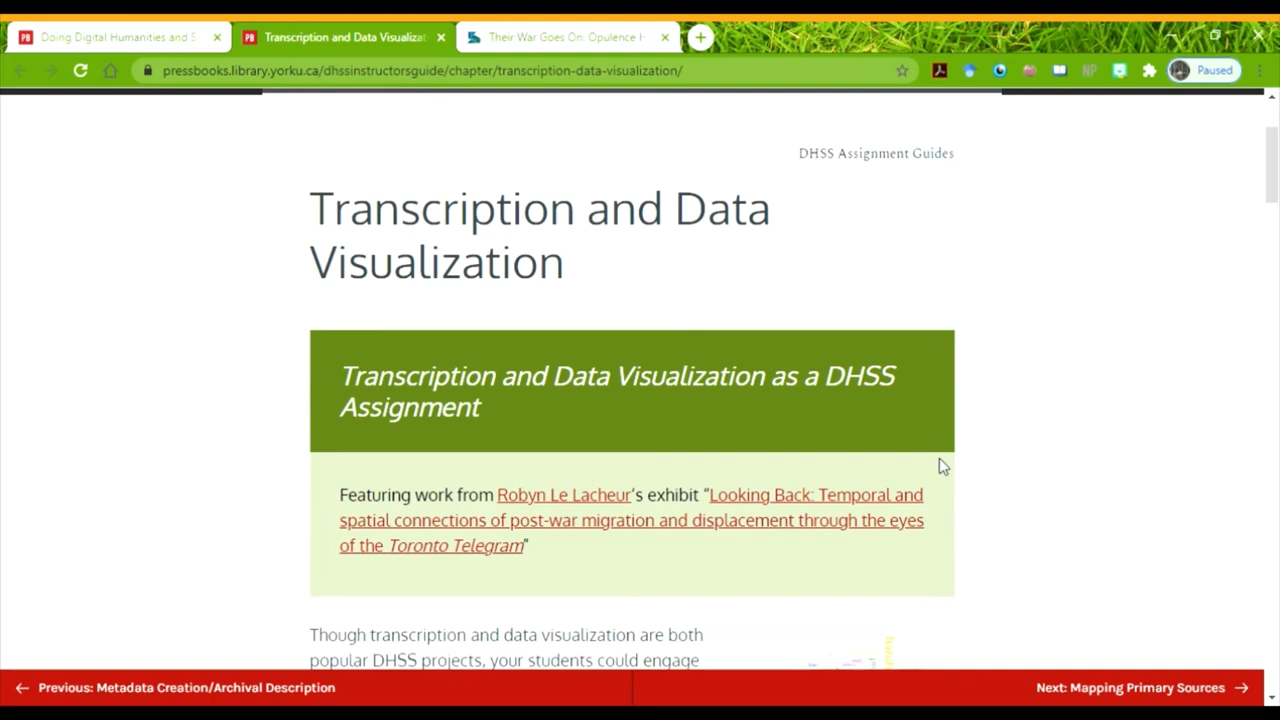 Doing Digital Humanities and S
Transcription and Data Visualizat
Their War Goes On: Opulence H
pressbooks.library.yorku.ca/dhssinstructorsguide/chapter/transcription-data-visualization/
NP
Paused
DHSS Assignment Guides
Transcription and Data
Visualization
Transcription and Data Visualization as a DHSS
Assignment
Featuring work from Robyn Le Lacheur's exhibit “Looking Back: Temporal and
spatial connections of post-war migration and displacement through the eyes
of the Toronto Telegram”
Though transcription and data visualization are both
popular DHSS projects, your students could engage
Previous: Metadata Creation/Archival Description
Next: Mapping Primary Sources